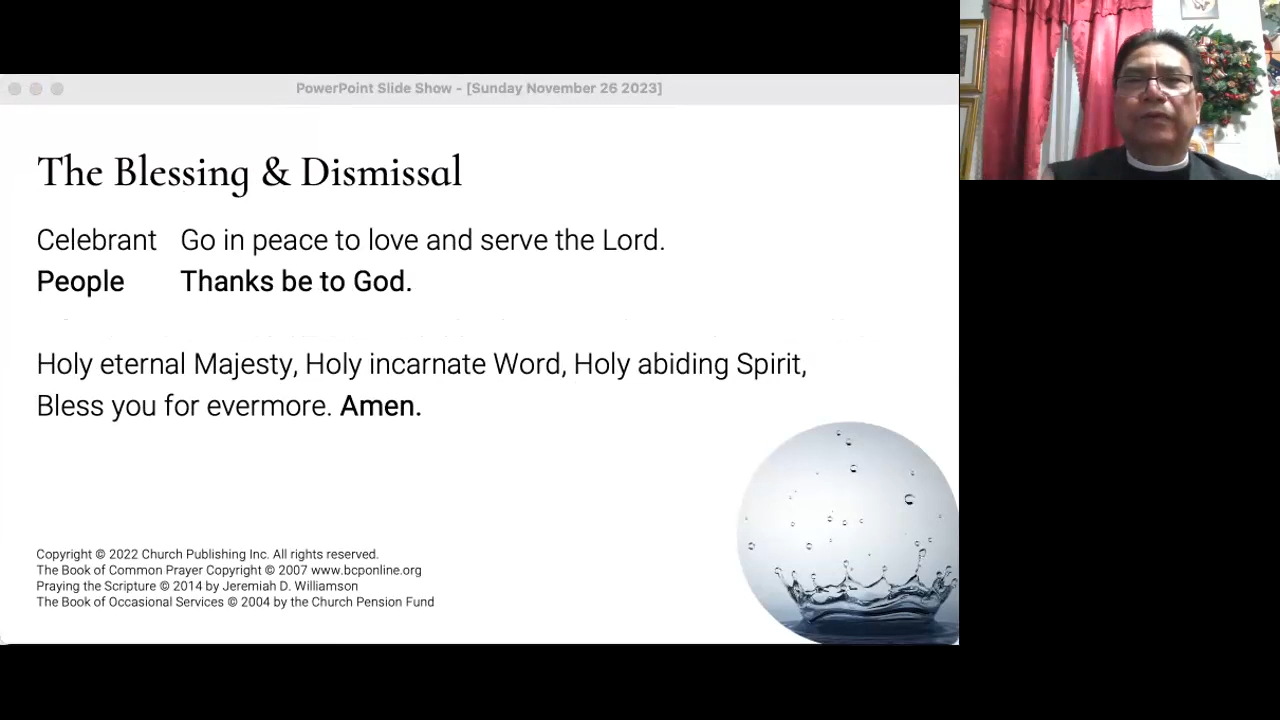 PowerPoint Slide Show - [Sunday November 26 2023]
The Blessing & Dismissal
Celebrant Go in peace to love and serve the Lord.
People Thanks be to God.
Holy eternal Majesty, Holy incarnate Word, Holy abiding Spirit,
Bless you for evermore. Amen.
Copyright © 2022 Church Publishing Inc. All rights reserved.
The Book of Common Prayer Copyright © 2007 www.bcponline.org
Praying the Scripture © 2014 by Jeremiah D. Williamson
The Book of Occasional Services © 2004 by the Church Pension Fund